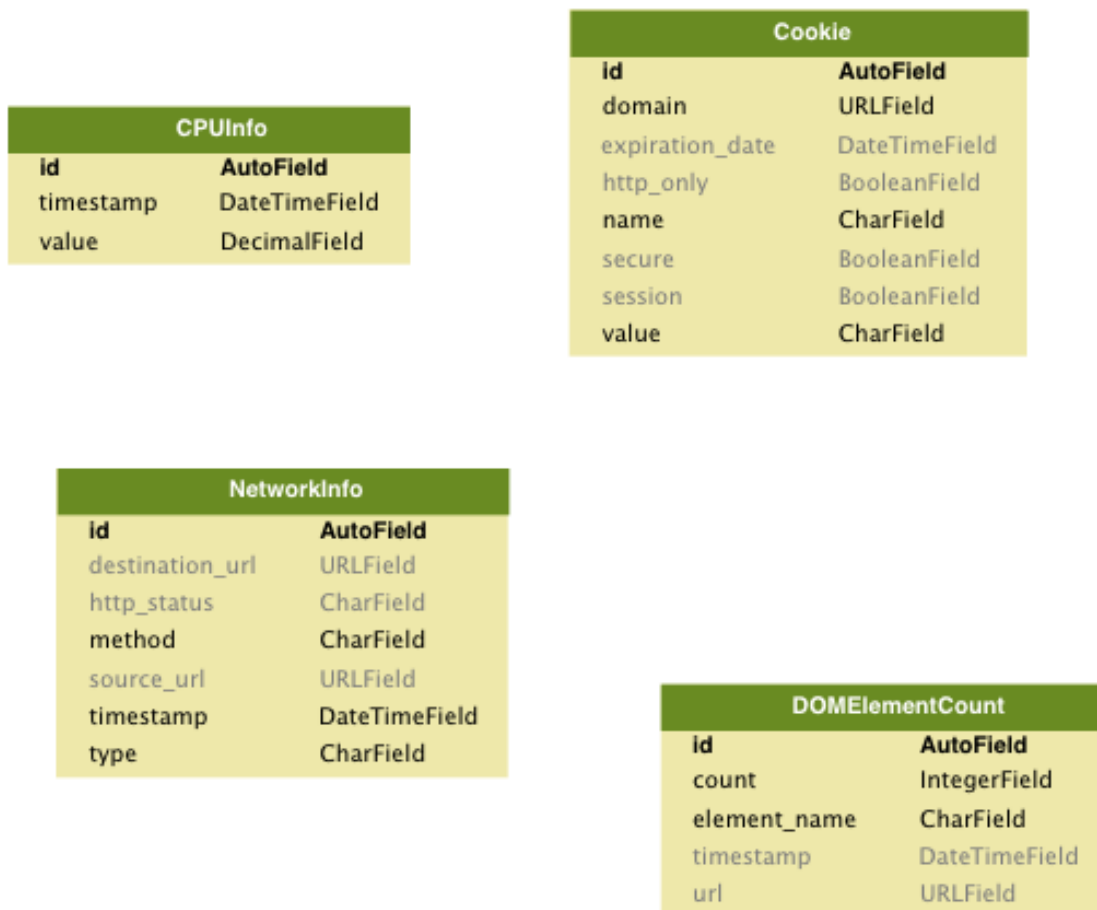 Cookie
id AutoField
domain URLField
expiration_date DateTimeField
http_only BooleanField
name CharField
secure BooleanField
session BooleanField
value CharField
CPUInfo
id AutoField
timestamp DateTimeField
value DecimalField
NetworkInfo
id AutoField
destination_url URLField
http_status CharField
method CharField
source_url URLField
timestamp DateTimeField
type CharField
DOMElementCount
id AutoField
count IntegerField
element_name CharField
timestamp DateTimeField
url URLField